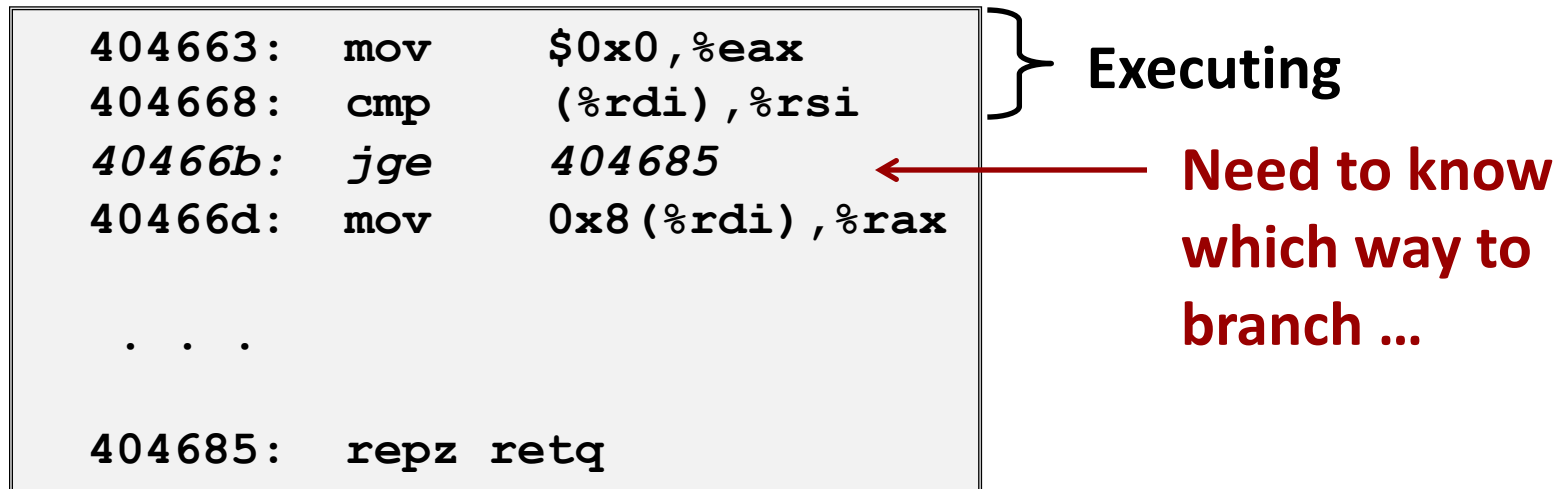 404663: mov $0x0,%eax
404668: cmp (%rdi),%rsi
40466b: jge 404685
40466d: mov 0x8(%rdi),%rax
. . .
404685: repz retq
Executing
Need to know
which way to
branch …